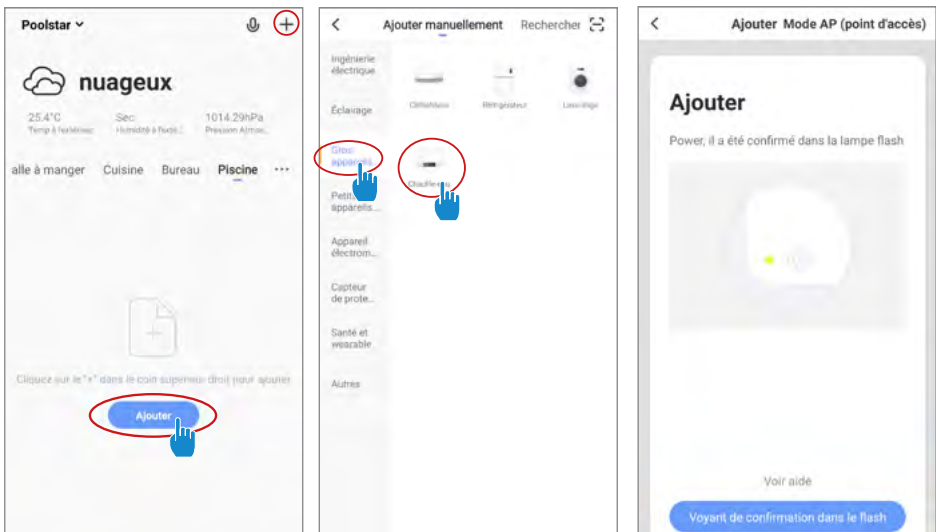 Poolstar
nuageux
25.4°C Sec 1014.29hPa
Temp à l'extérieur Humidité à l'exté... Pression Atmos...
alle à manger Cuisine Bureau Piscine ...
Cliquez sur le "+" dans le coin supérieur droit pour ajouter
Ajouter
Ajouter manuellement Rechercher
Ingénierie
électrique
Éclairage
Gros
appareils
Petits
appareils...
Appareil
électrom...
Capteur
de prote...
Santé et
wearable
Autres
Climatiseur Réfrigérateur Lave-linge
Chauffe-eau
Ajouter Mode AP (point d'accès)
Ajouter
Power, il a été confirmé dans la lampe flash
Voir aide
Voyant de confirmation dans le flash